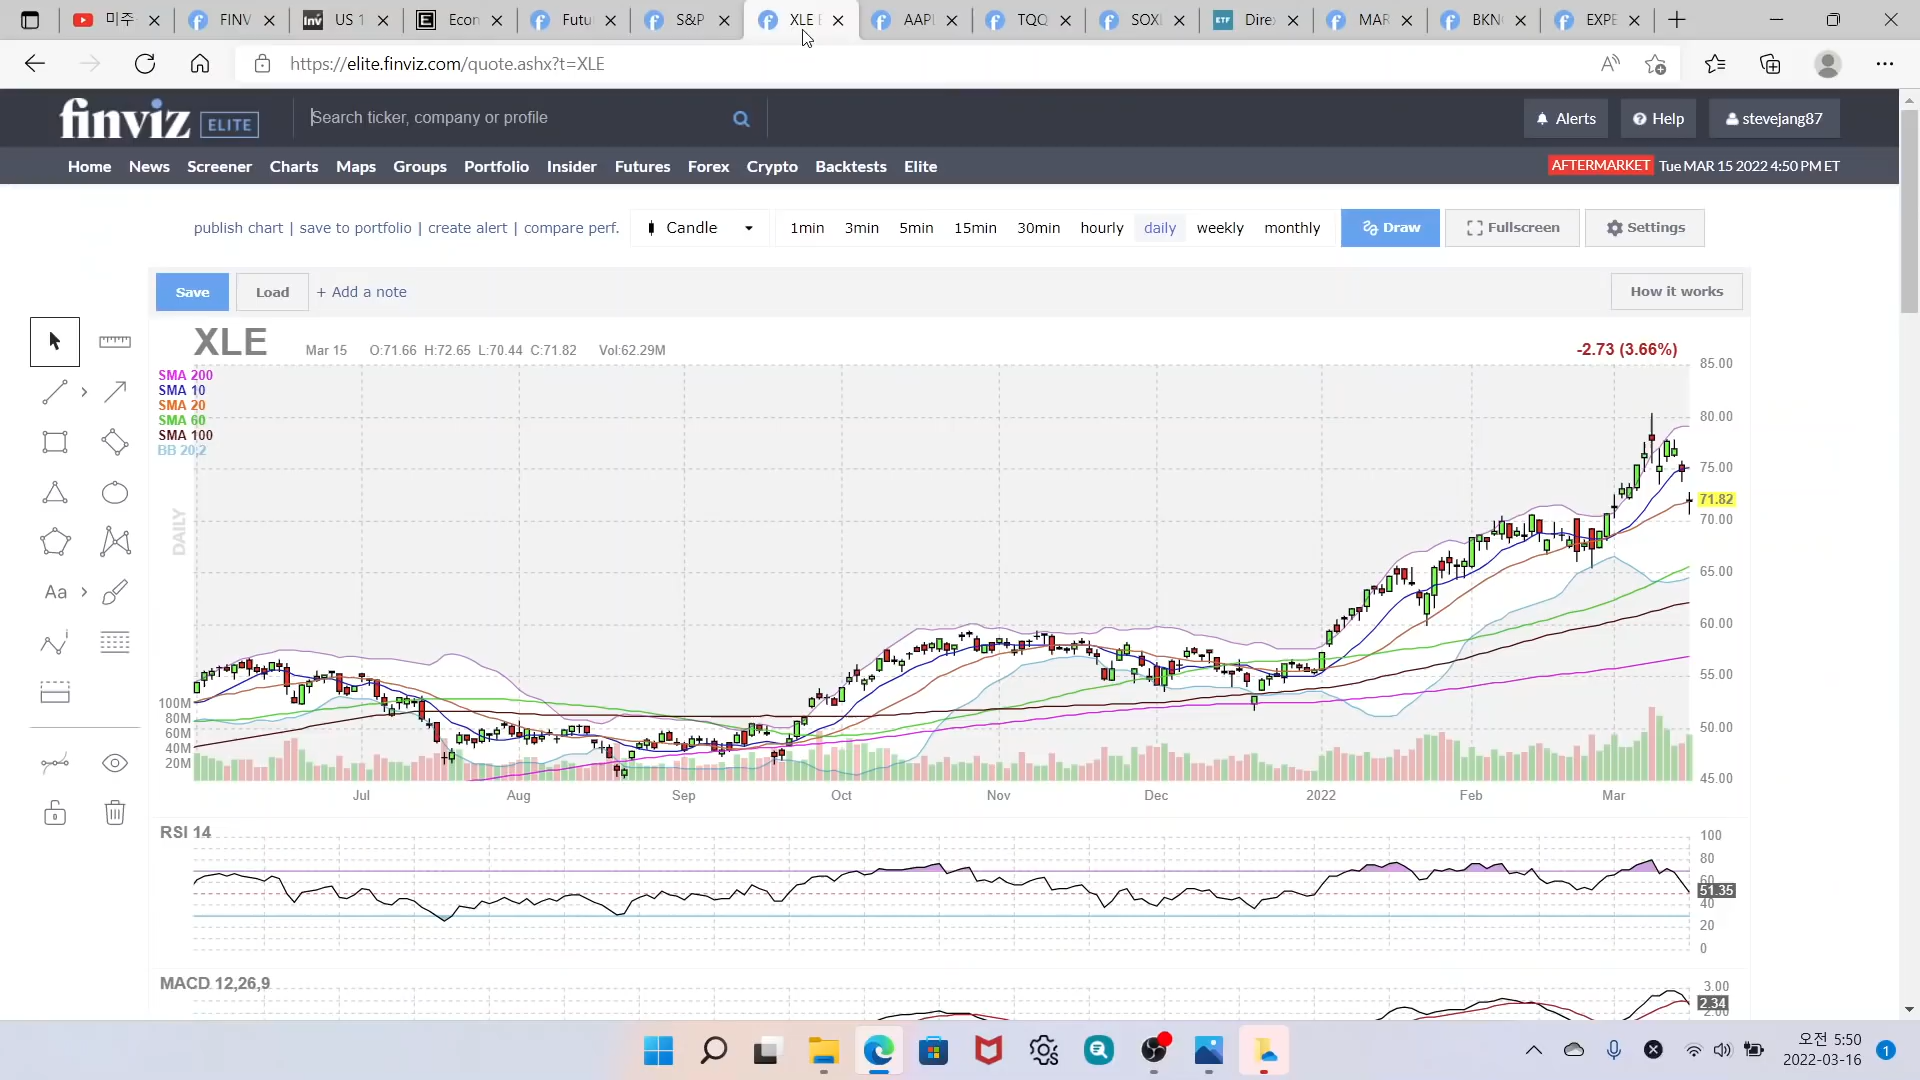 미주
FINV
US 1
Econ
Futu
S&P
XLE E
AAPL
TQQ
SOXL
Direx
MAR
BKN
EXPE
https://elite.finviz.com/quote.ashx?t=XLE
finviz ELITE
Search ticker, company or profile
Alerts
Help
stevejang87
Home News Screener Charts Maps Groups Portfolio Insider Futures Forex Crypto Backtests Elite
AFTERMARKET Tue MAR 15 2022 4:50 PM ET
publish chart | save to portfolio | create alert | compare perf.
Candle
1min 3min 5min 15min 30min hourly daily weekly monthly
Draw
Fullscreen
Settings
Save
Load
+ Add a note
How it works
XLE
Mar 15 O:71.66 H:72.65 L:70.44 C:71.82 Vol:62.29M
-2.73 (3.66%)
SMA 200
SMA 10
SMA 20
SMA 60
SMA 100
BB 20,2
DAILY
Aa
85.00
80.00
75.00
71.82
70.00
65.00
60.00
55.00
50.00
45.00
100M
80M
60M
40M
20M
Jul Aug Sep Oct Nov Dec 2022 Feb Mar
RSI 14
100
80
60
51.35
40
20
0
MACD 12,26,9
3.00
2.34
2.00
오전 5:50
2022-03-16
1